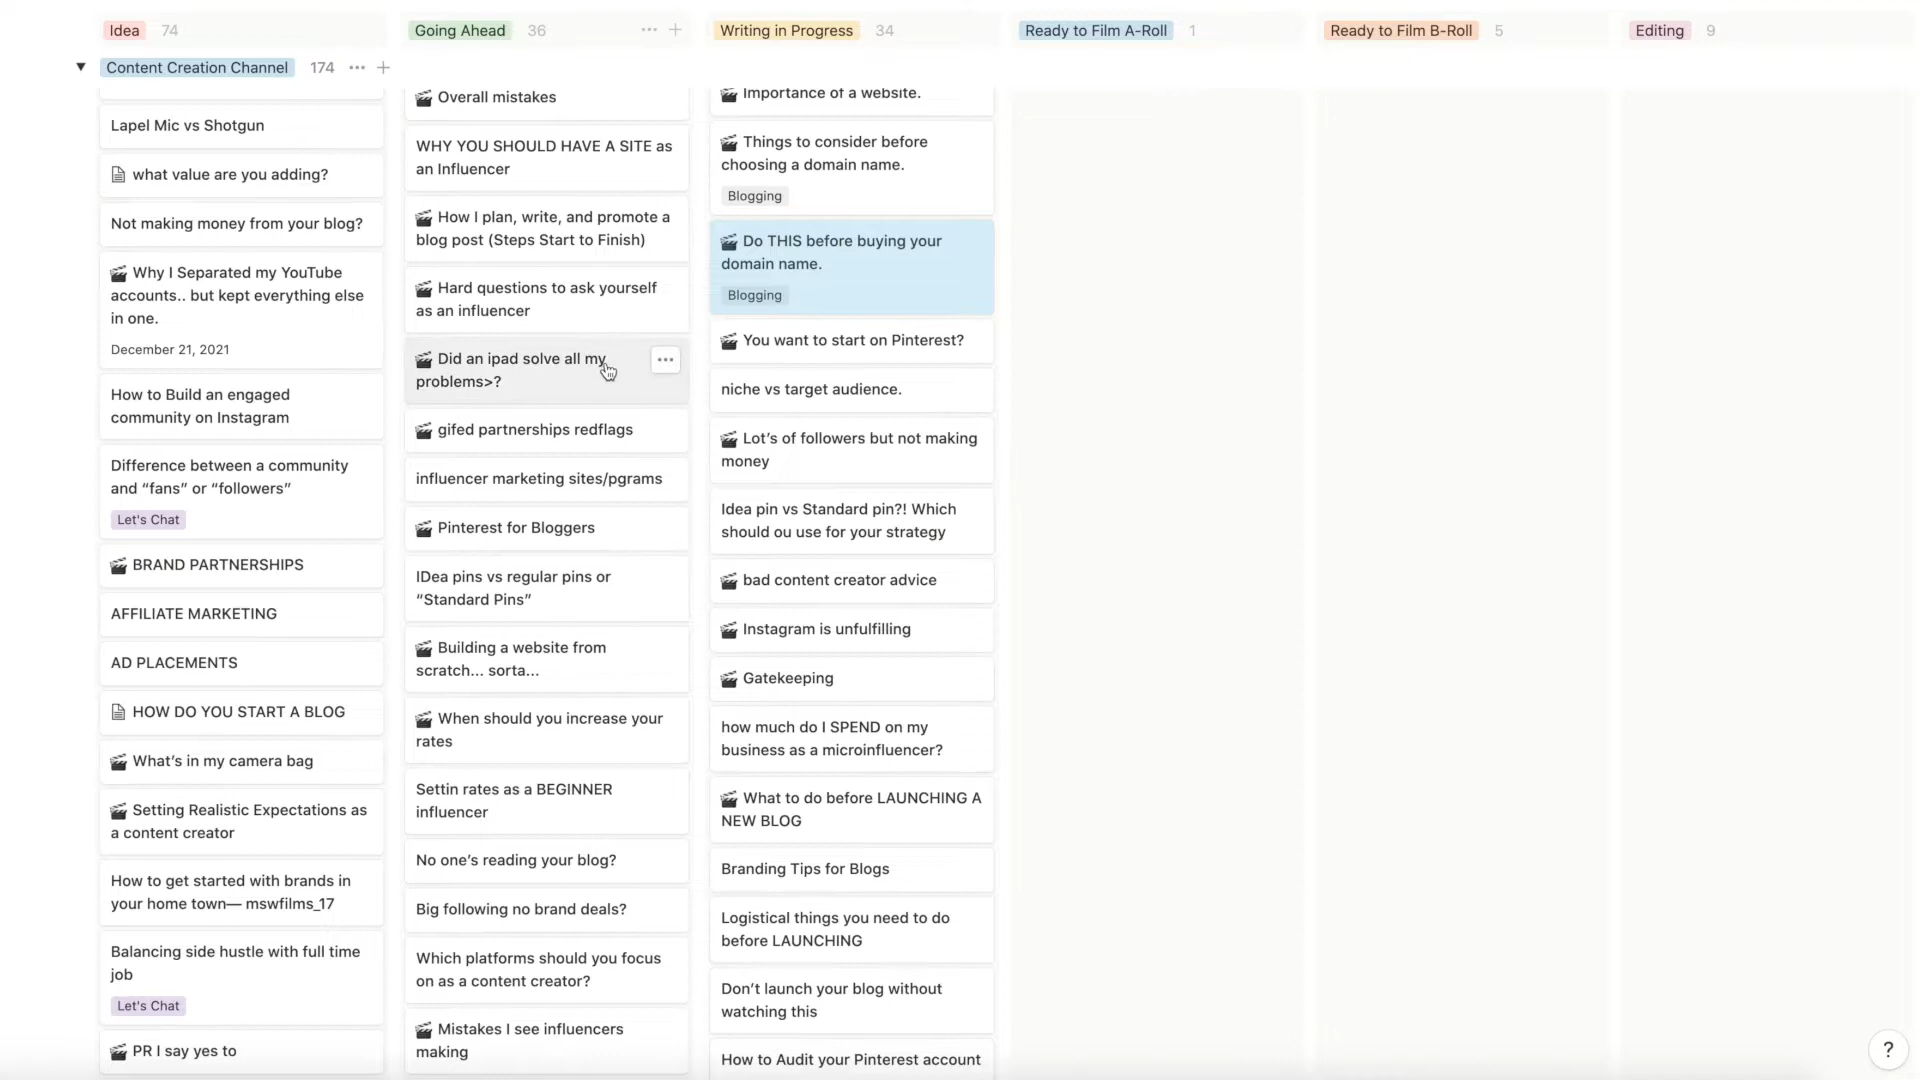 Idea 74
Going Ahead 36
Writing in Progress 34
Ready to Film A-Roll 1
Ready to Film B-Roll 5
Editing 9
Content Creation Channel 174
Lapel Mic vs Shotgun
what value are you adding?
Not making money from your blog?
Why I Separated my YouTube
accounts.. but kept everything else
in one.
December 21, 2021
How to Build an engaged
community on Instagram
Difference between a community
and “fans” or “followers”
Let's Chat
BRAND PARTNERSHIPS
AFFILIATE MARKETING
AD PLACEMENTS
HOW DO YOU START A BLOG
What’s in my camera bag
Setting Realistic Expectations as
a content creator
How to get started with brands in
your home town— mswfilms_17
Balancing side hustle with full time
job
Let's Chat
PR I say yes to
Overall mistakes
WHY YOU SHOULD HAVE A SITE as
an Influencer
How I plan, write, and promote a
blog post (Steps Start to Finish)
Hard questions to ask yourself
as an influencer
Did an ipad solve all my
problems>?
gifed partnerships redflags
influencer marketing sites/pgrams
Pinterest for Bloggers
IDea pins vs regular pins or
“Standard Pins”
Building a website from
scratch... sorta...
When should you increase your
rates
Settin rates as a BEGINNER
influencer
No one’s reading your blog?
Big following no brand deals?
Which platforms should you focus
on as a content creator?
Mistakes I see influencers
making
Importance of a website.
Things to consider before
choosing a domain name.
Blogging
Do THIS before buying your
domain name.
Blogging
You want to start on Pinterest?
niche vs target audience.
Lot’s of followers but not making
money
Idea pin vs Standard pin?! Which
should ou use for your strategy
bad content creator advice
Instagram is unfulfilling
Gatekeeping
how much do I SPEND on my
business as a microinfluencer?
What to do before LAUNCHING A
NEW BLOG
Branding Tips for Blogs
Logistical things you need to do
before LAUNCHING
Don’t launch your blog without
watching this
How to Audit your Pinterest account
?